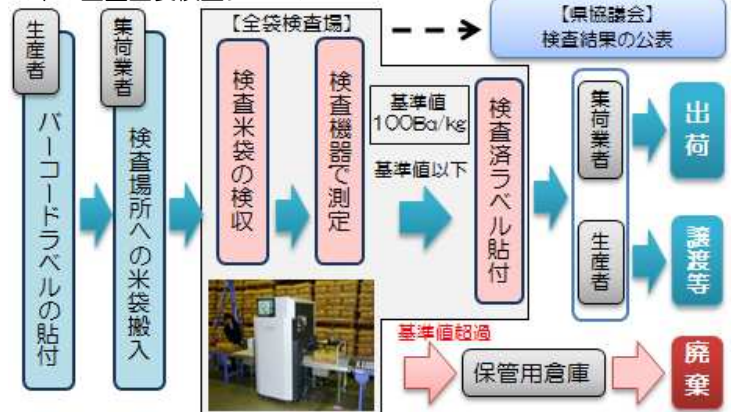 【全袋検査場】
【県協議会】
検査結果の公表
生産者
バーコードラベルの貼付
集荷業者
検査場所への米袋搬入
検査米袋の検収
検査機器で測定
基準値
100Bq/kg
基準値以下
検査済ラベル貼付
集荷業者
出荷
生産者
譲渡等
基準値超過
保管用倉庫
廃棄